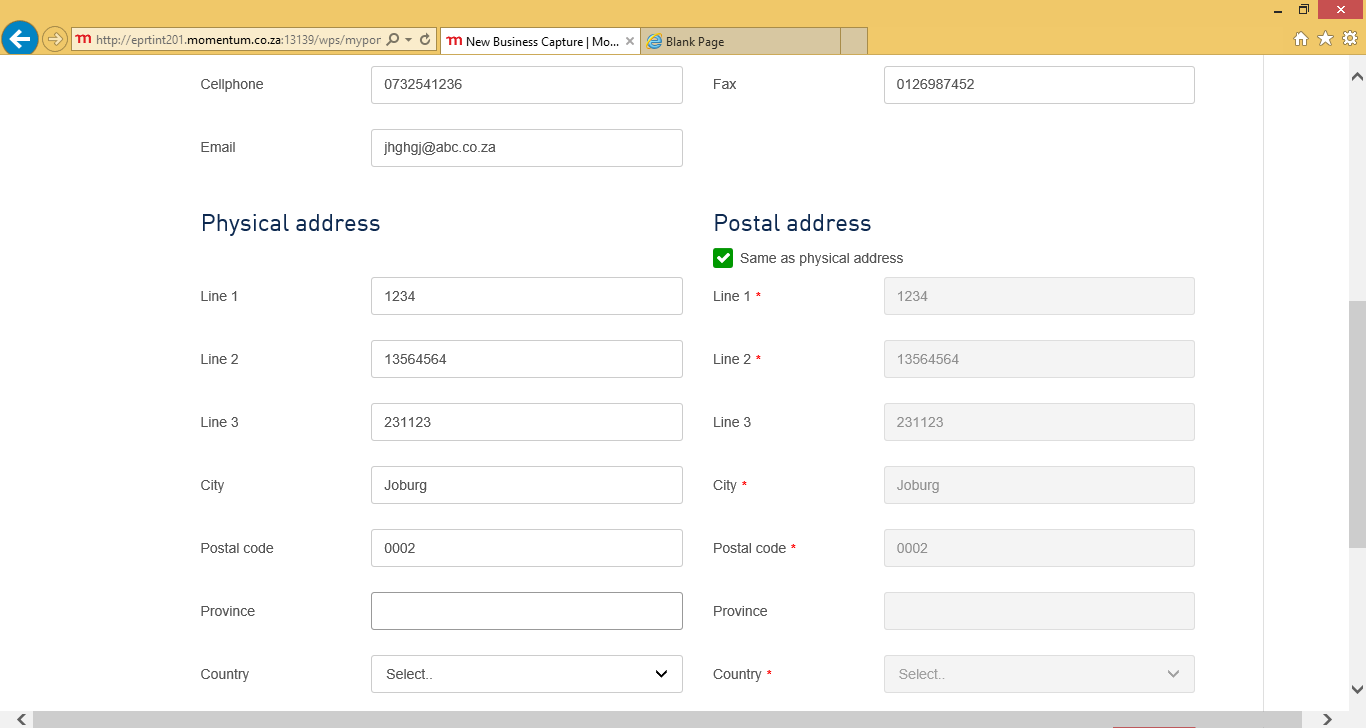 http://eprtint201.momentum.co.za:13139/wps/mypor
m New Business Capture | Mo...
Blank Page
Cellphone 0732541236 Fax 0126987452
Email jhghgj@abc.co.za
Physical address Postal address
Same as physical address
Line 1 1234 Line 1 * 1234
Line 2 13564564 Line 2 * 13564564
Line 3 231123 Line 3 231123
City Joburg City * Joburg
Postal code 0002 Postal code * 0002
Province Province
Country Select.. Country * Select..